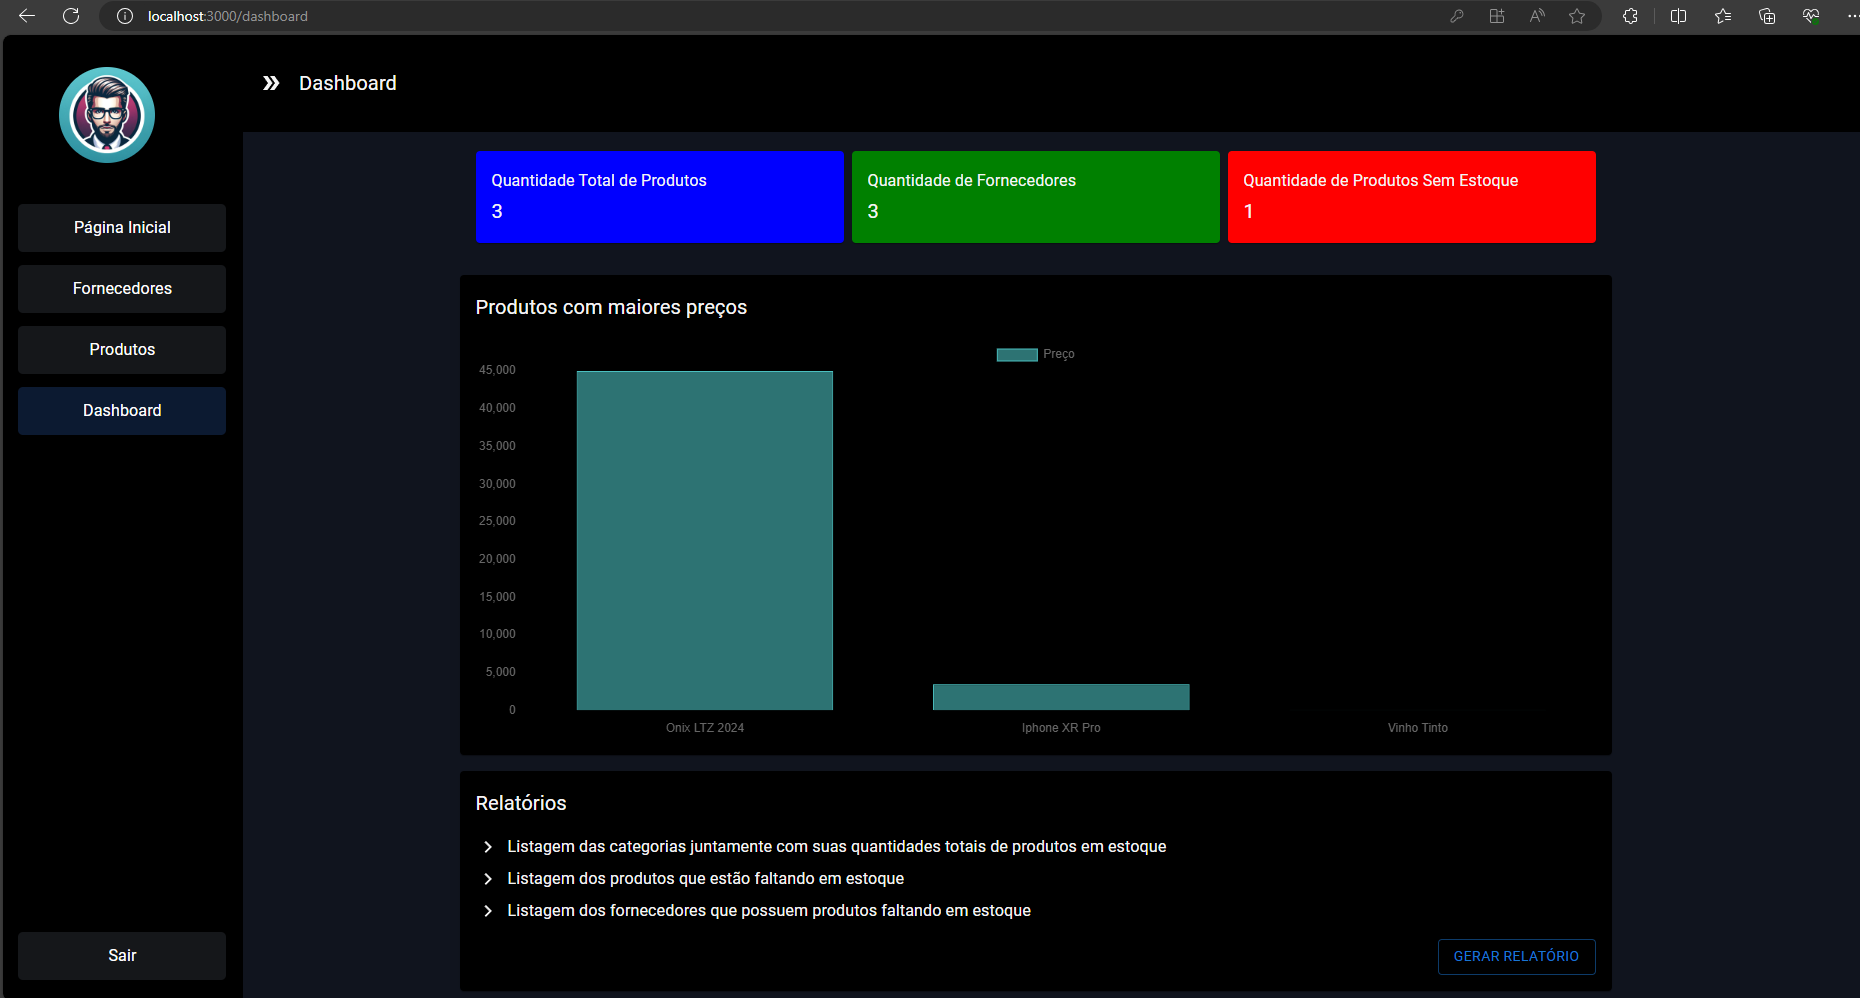 localhost:3000/dashboard
Dashboard
Página Inicial
Fornecedores
Produtos
Dashboard
Sair
Quantidade Total de Produtos
3
Quantidade de Fornecedores
3
Quantidade de Produtos Sem Estoque
1
Produtos com maiores preços
Preço
45,000
40,000
35,000
30,000
25,000
20,000
15,000
10,000
5,000
0
Onix LTZ 2024
Iphone XR Pro
Vinho Tinto
Relatórios
Listagem das categorias juntamente com suas quantidades totais de produtos em estoque
Listagem dos produtos que estão faltando em estoque
Listagem dos fornecedores que possuem produtos faltando em estoque
GERAR RELATÓRIO